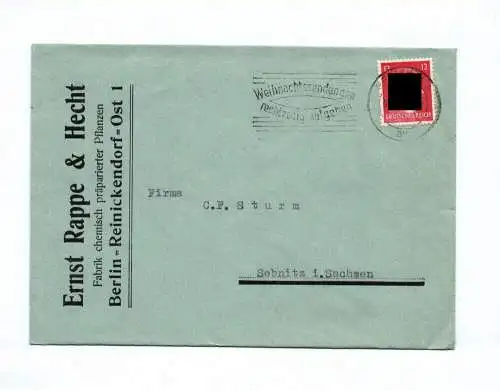 Ernst Rappe & Hecht
Fabrik chemisch präparierter Pflanzen
Berlin=Reinickendorf=Ost 1
Weihnachtssendungen
rechtzeitig aufgeben
12
DEUTSCHES REICH
Firma
C.F. Sturm
Sebnitz i.Sachsen